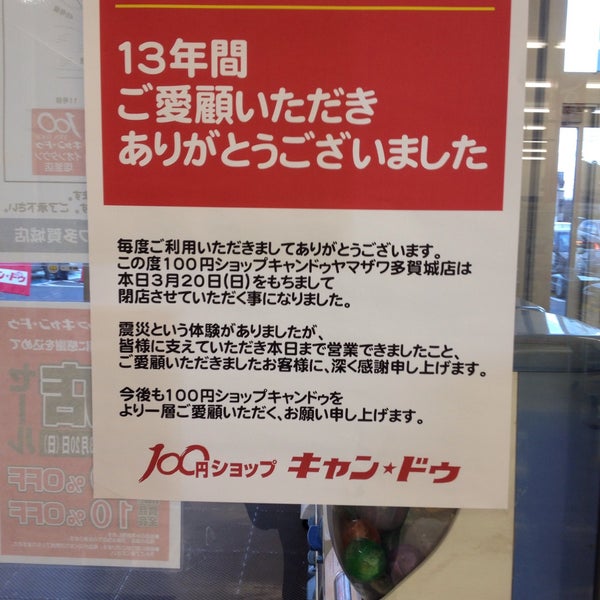 13年間
ご愛顧いただき
ありがとうございました
毎度ご利用いただきましてありがとうございます。
この度100円ショップキャンドゥヤマザワ多賀城店は
本日3月20日(日)をもちまして
閉店させていただく事になりました。
震災という体験がありましたが、
皆様に支えていただき本日まで営業できましたこと、
ご愛顧いただきましたお客様に、深く感謝申し上げます。
今後も100円ショップキャンドゥを
より一層ご愛顧いただく、お願い申し上げます。
100円ショップ キャン★ドゥ
10%OFF